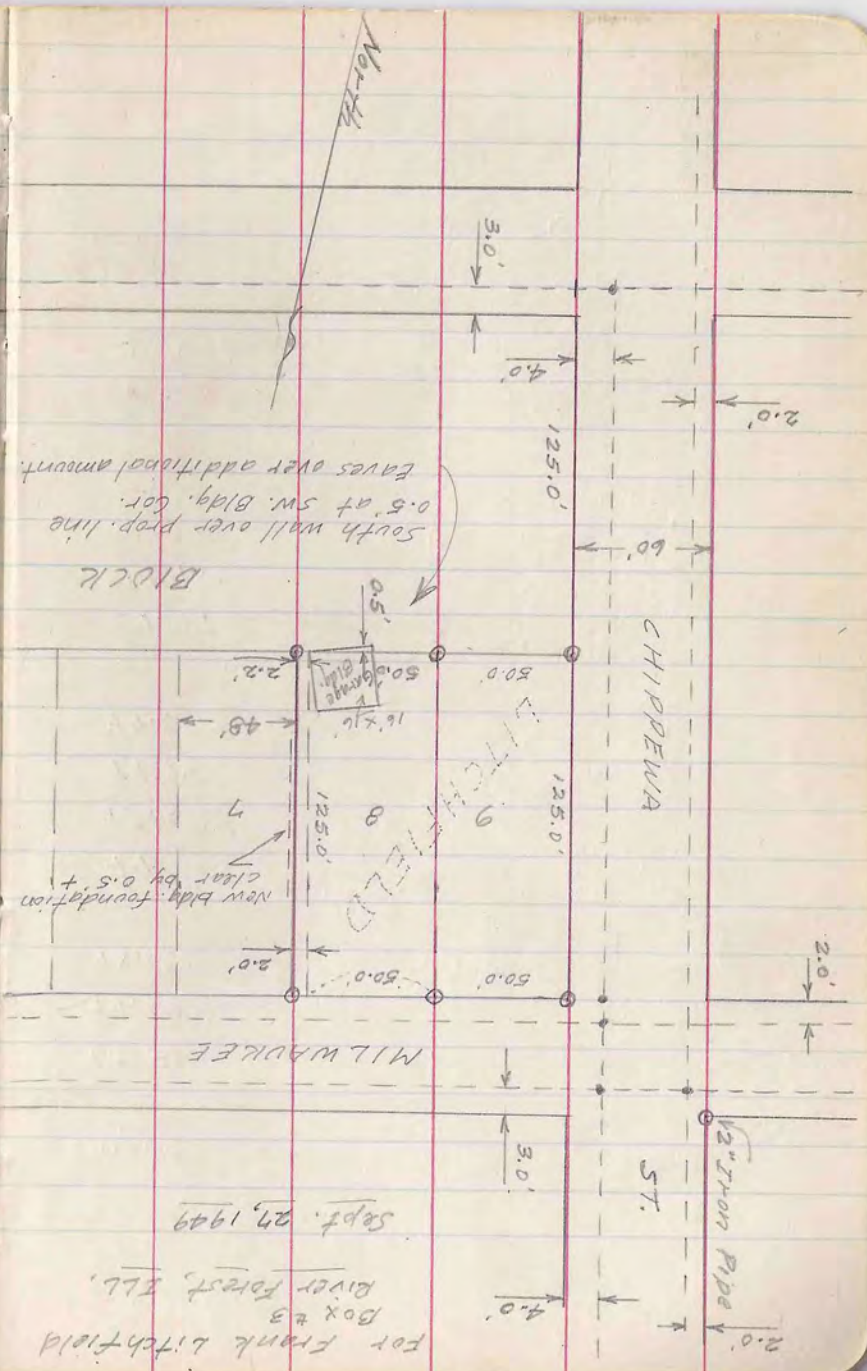 For Frank Litchfield
Box #3
River Forest, ILL,
Sept. 27, 1949
2.0'
4.0'
1/2" Iron Pipe
ST.
3.0'
2.0'
MILWAUKEE
50.0'
50.0'
2.0'
New bldg. foundation
clear by 0.5 ±
125.0'
125.0'
9
8
7
LITCHFIELD
CHIPPEWA
48'
16' x 16'
Garage
Bldg.
50.0'
50.0'
2.2'
0.5'
BLOCK
60'
South wall over prop. line
0.5' at SW. Bldg. Cor.
Eaves over additional amount.
125.0'
2.0'
4.0'
3.0'
North